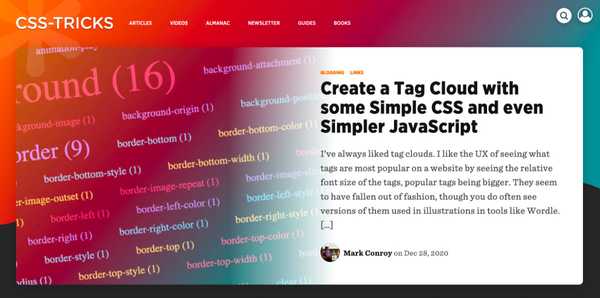 CSS-TRICKS
ARTICLES VIDEOS ALMANAC NEWSLETTER GUIDES BOOKS
animation-play
round (16)
background-attachment (1)
background-image (1) background-origin (1)
order (9) border-bottom (1) border-bottom-color (1)
border-bottom-style (1) border-bottom-width (1)
er-image-outset (1) border-image-repeat (1)
border-left (1) border-left-color (1) border-left-style (1)
border-right (1) border-right-color (1) border-right-style (1)
border-style (1) border-top (1) border-top-color (1)
border-top-style (1) border-top-width (1)
radius (1)
BLOGGING LINKS
Create a Tag Cloud with
some Simple CSS and even
Simpler JavaScript
I've always liked tag clouds. I like the UX of seeing what
tags are most popular on a website by seeing the relative
font size of the tags, popular tags being bigger. They seem
to have fallen out of fashion, though you do often see
versions of them used in illustrations in tools like Wordle.
[...]
Mark Conroy on Dec 28, 2020